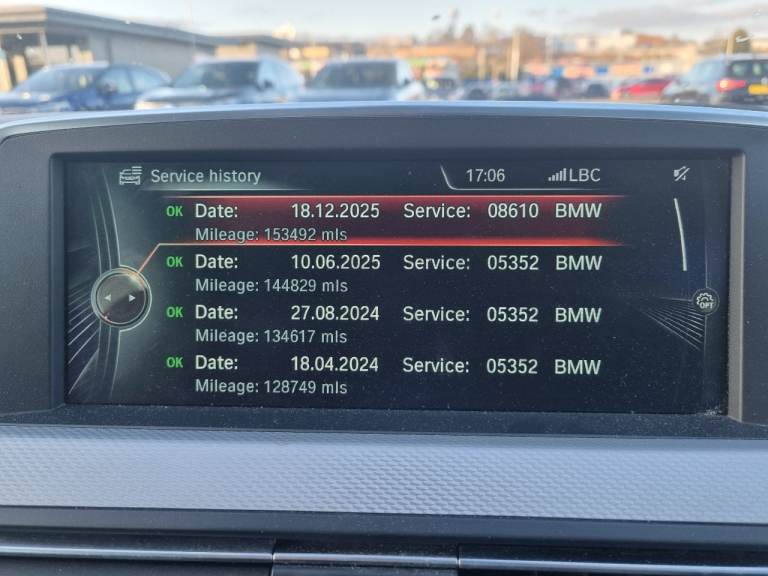 Service history 17:06 LBC
OK Date: 18.12.2025 Service: 08610 BMW
Mileage: 153492 mls
OK Date: 10.06.2025 Service: 05352 BMW
Mileage: 144829 mls
OK Date: 27.08.2024 Service: 05352 BMW
Mileage: 134617 mls
OK Date: 18.04.2024 Service: 05352 BMW
Mileage: 128749 mls
OPT